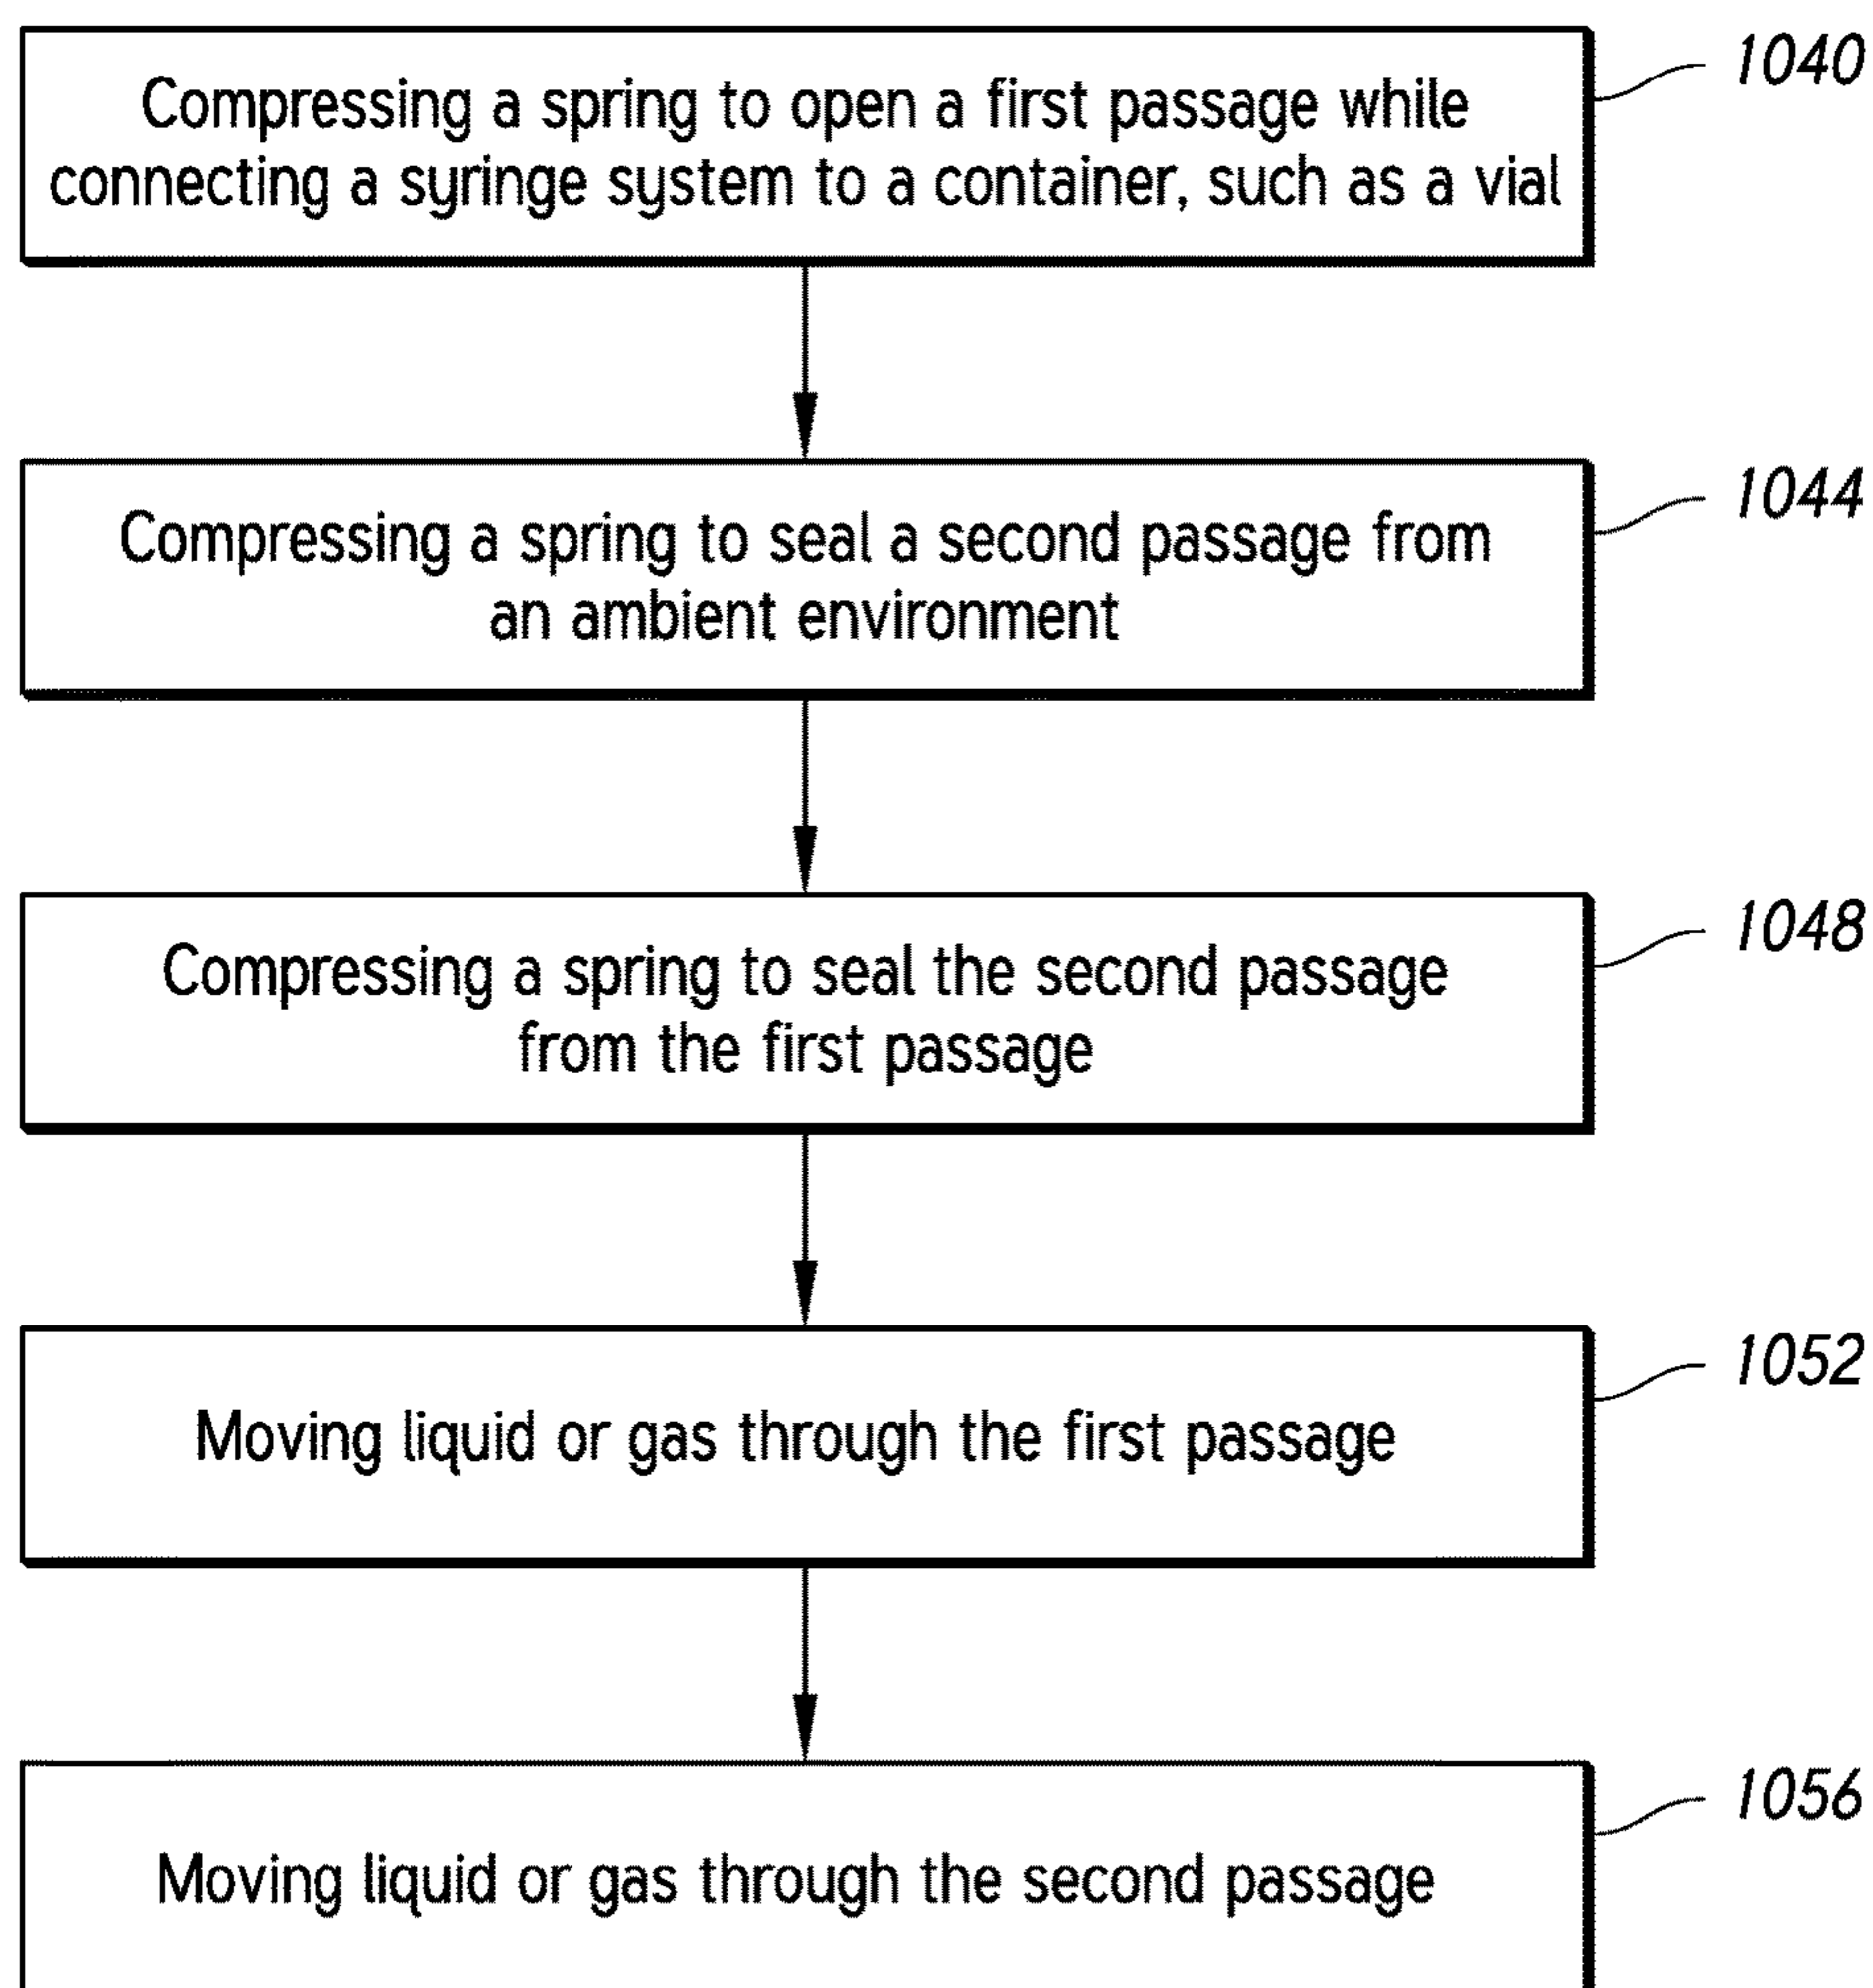 Compressing a spring to open a first passage while
connecting a syringe system to a container, such as a vial
1040
Compressing a spring to seal a second passage from
an ambient environment
1044
Compressing a spring to seal the second passage
from the first passage
1048
Moving liquid or gas through the first passage
1052
Moving liquid or gas through the second passage
1056